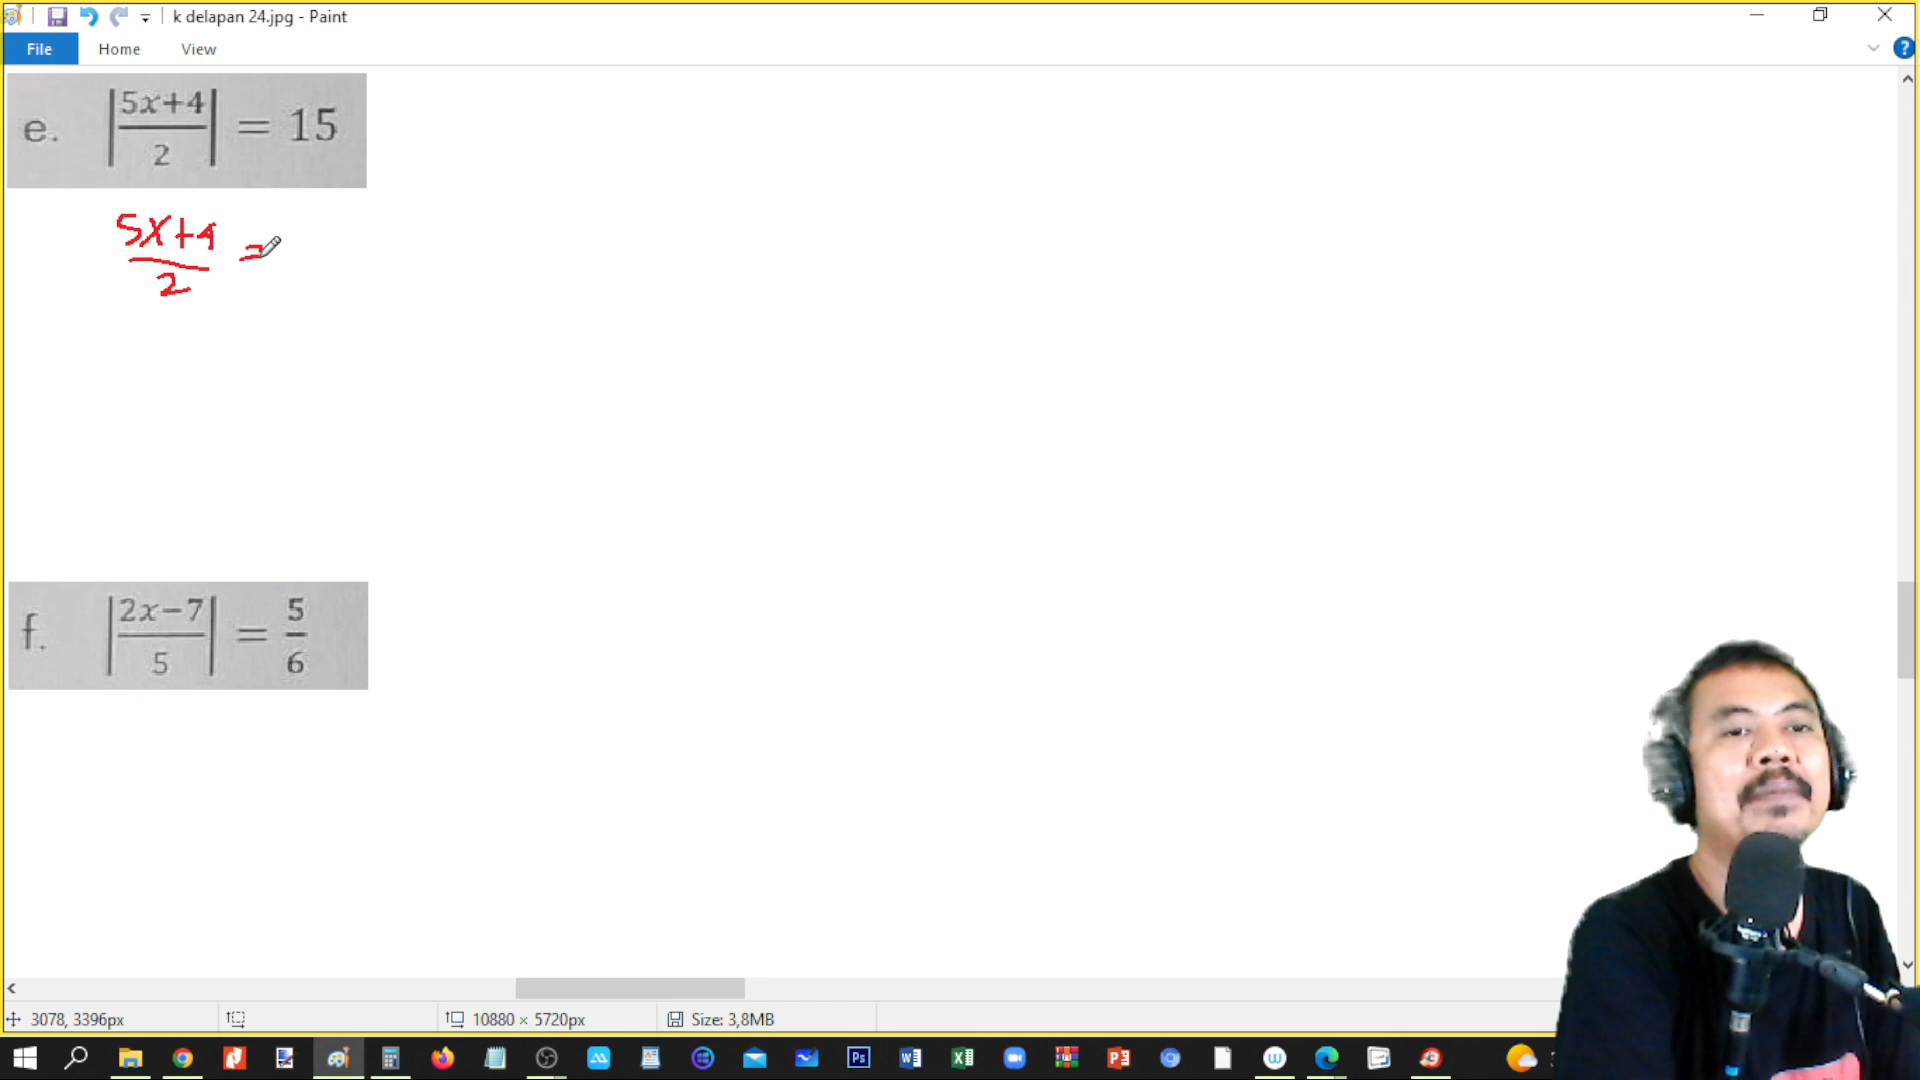 k delapan 24.jpg - Paint
File Home View
e. |5x+4/2| = 15
5x+4/2 =
f. |2x−7/5| = 5/6
3078, 3396px 10880 × 5720px Size: 3,8MB